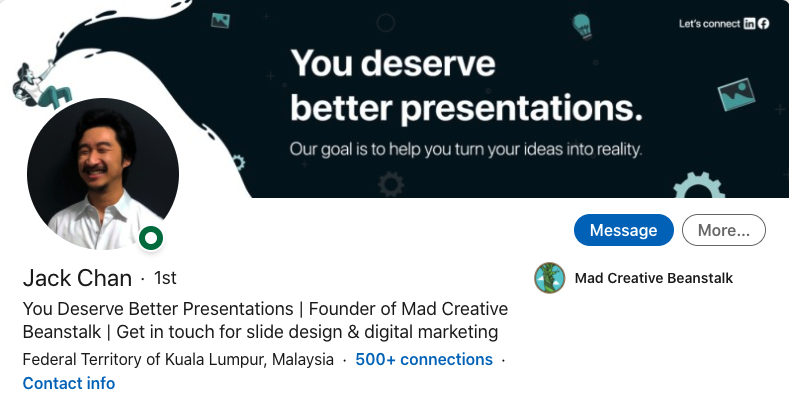 Let's connect
You deserve
better presentations.
Our goal is to help you turn your ideas into reality.
Message
More...
Jack Chan · 1st
Mad Creative Beanstalk
You Deserve Better Presentations | Founder of Mad Creative
Beanstalk | Get in touch for slide design & digital marketing
Federal Territory of Kuala Lumpur, Malaysia · 500+ connections ·
Contact info